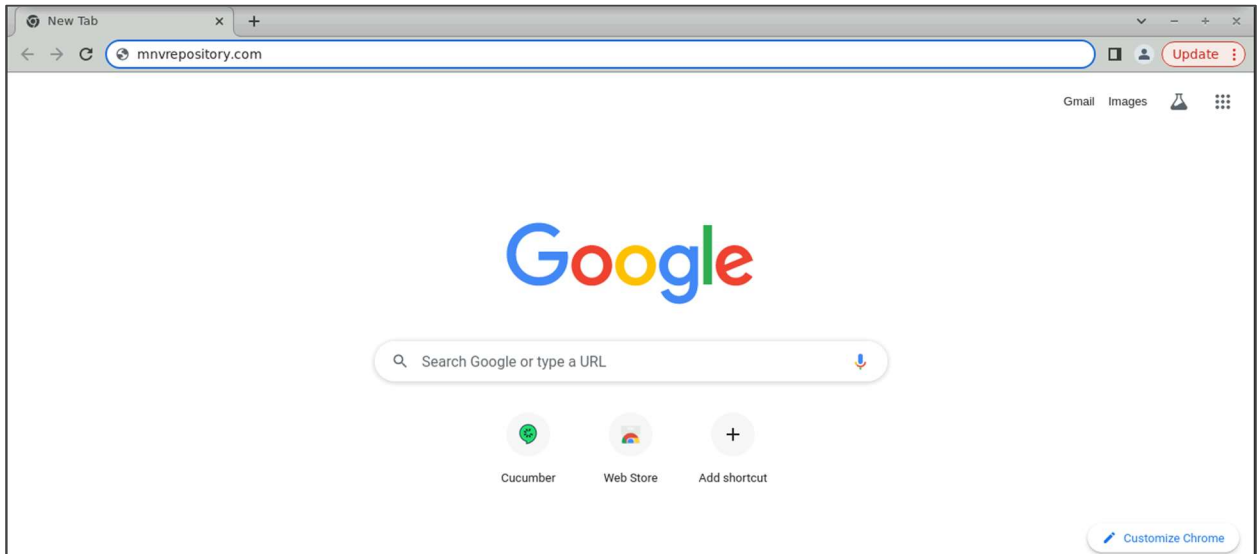 New Tab
mnvrepository.com
Update
Gmail Images
Google
Search Google or type a URL
Cucumber Web Store Add shortcut
Customize Chrome